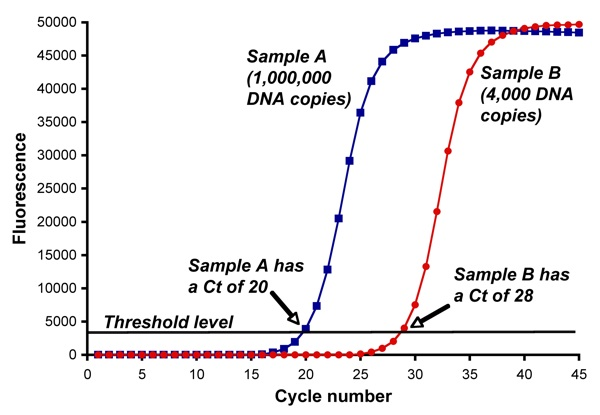 50000
45000
40000
35000
30000
25000
20000
15000
10000
5000
0
Fluorescence
Sample A
(1,000,000
DNA copies)
Sample B
(4,000 DNA
copies)
Sample A has
a Ct of 20
Sample B has
a Ct of 28
Threshold level
0 5 10 15 20 25 30 35 40 45
Cycle number